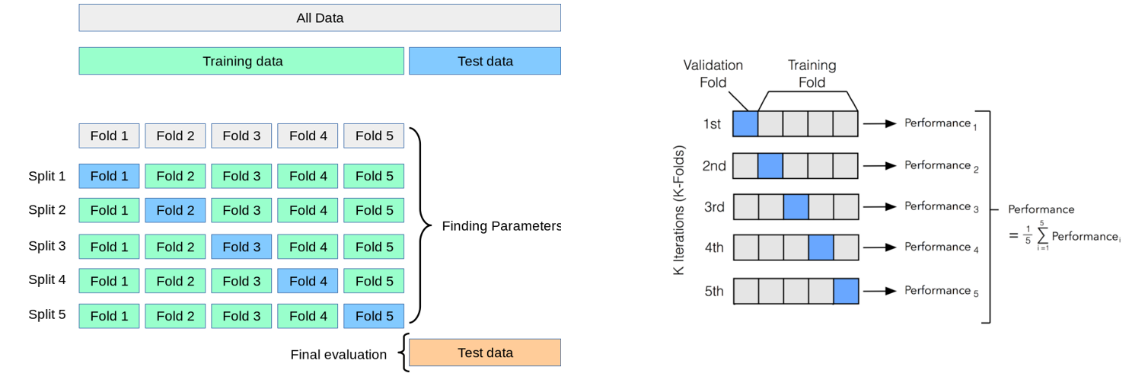 All Data
Training data Test data
Fold 1 Fold 2 Fold 3 Fold 4 Fold 5
Split 1 Fold 1 Fold 2 Fold 3 Fold 4 Fold 5
Split 2 Fold 1 Fold 2 Fold 3 Fold 4 Fold 5
Split 3 Fold 1 Fold 2 Fold 3 Fold 4 Fold 5
Split 4 Fold 1 Fold 2 Fold 3 Fold 4 Fold 5
Split 5 Fold 1 Fold 2 Fold 3 Fold 4 Fold 5
Finding Parameters
Final evaluation Test data
Validation
Fold
Training
Fold
K Iterations (K-Folds)
1st Performance 1
2nd Performance 2
3rd Performance 3
4th Performance 4
5th Performance 5
Performance
= 1/5 5 ∑ i=1 Performance i